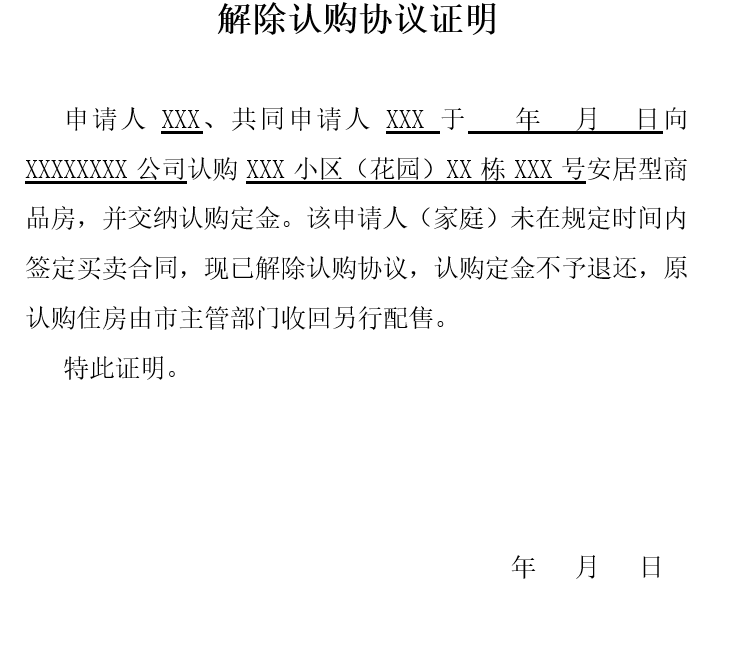 解除认购协议证明
申请人 XXX、共同申请人 XXX 于　年　月　日向
XXXXXXXX 公司认购 XXX 小区（花园）XX 栋 XXX 号安居型商
品房，并交纳认购定金。该申请人（家庭）未在规定时间内
签定买卖合同，现已解除认购协议，认购定金不予退还，原
认购住房由市主管部门收回另行配售。
特此证明。
年　月　日